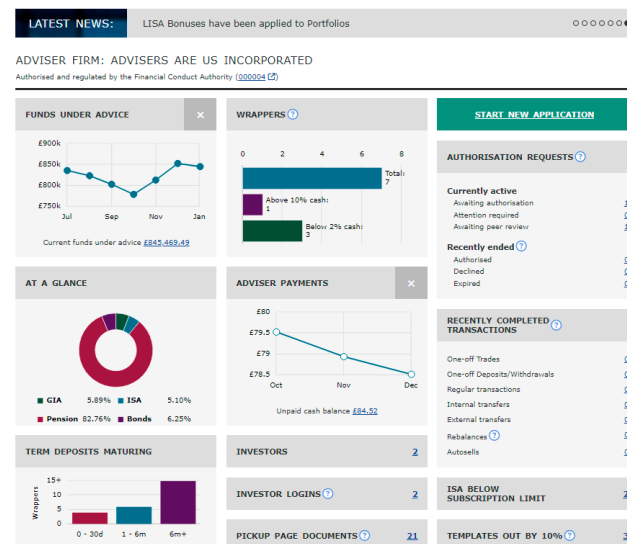 LATEST NEWS:
LISA Bonuses have been applied to Portfolios
ADVISER FIRM: ADVISERS ARE US INCORPORATED
Authorised and regulated by the Financial Conduct Authority (000004)
FUNDS UNDER ADVICE ×
£900k
£850k
£800k
£750k
Jul Sep Nov Jan
Current funds under advice £845,469.49
WRAPPERS ?
0 2 4 6 8
Total:
7
Above 10% cash:
1
Below 2% cash:
3
START NEW APPLICATION
AUTHORISATION REQUESTS ?
Currently active
Awaiting authorisation 1
Attention required 0
Awaiting peer review 1
Recently ended ?
Authorised
Declined
Expired
AT A GLANCE
GIA 5.89% ISA 5.10%
Pension 82.76% Bonds 6.25%
ADVISER PAYMENTS ×
£80
£79.5
£79
£78.5
Oct Nov Dec
Unpaid cash balance £84.52
RECENTLY COMPLETED
TRANSACTIONS ?
One-off Trades
One-off Deposits/Withdrawals
Regular transactions
Internal transfers
External transfers
Rebalances ?
Autosells
TERM DEPOSITS MATURING
Wrappers
15+
10
5
0
0 - 30d 1 - 6m 6m+
INVESTORS 2
INVESTOR LOGINS ? 2
PICKUP PAGE DOCUMENTS ? 21
ISA BELOW
SUBSCRIPTION LIMIT 2
TEMPLATES OUT BY 10% ? 3